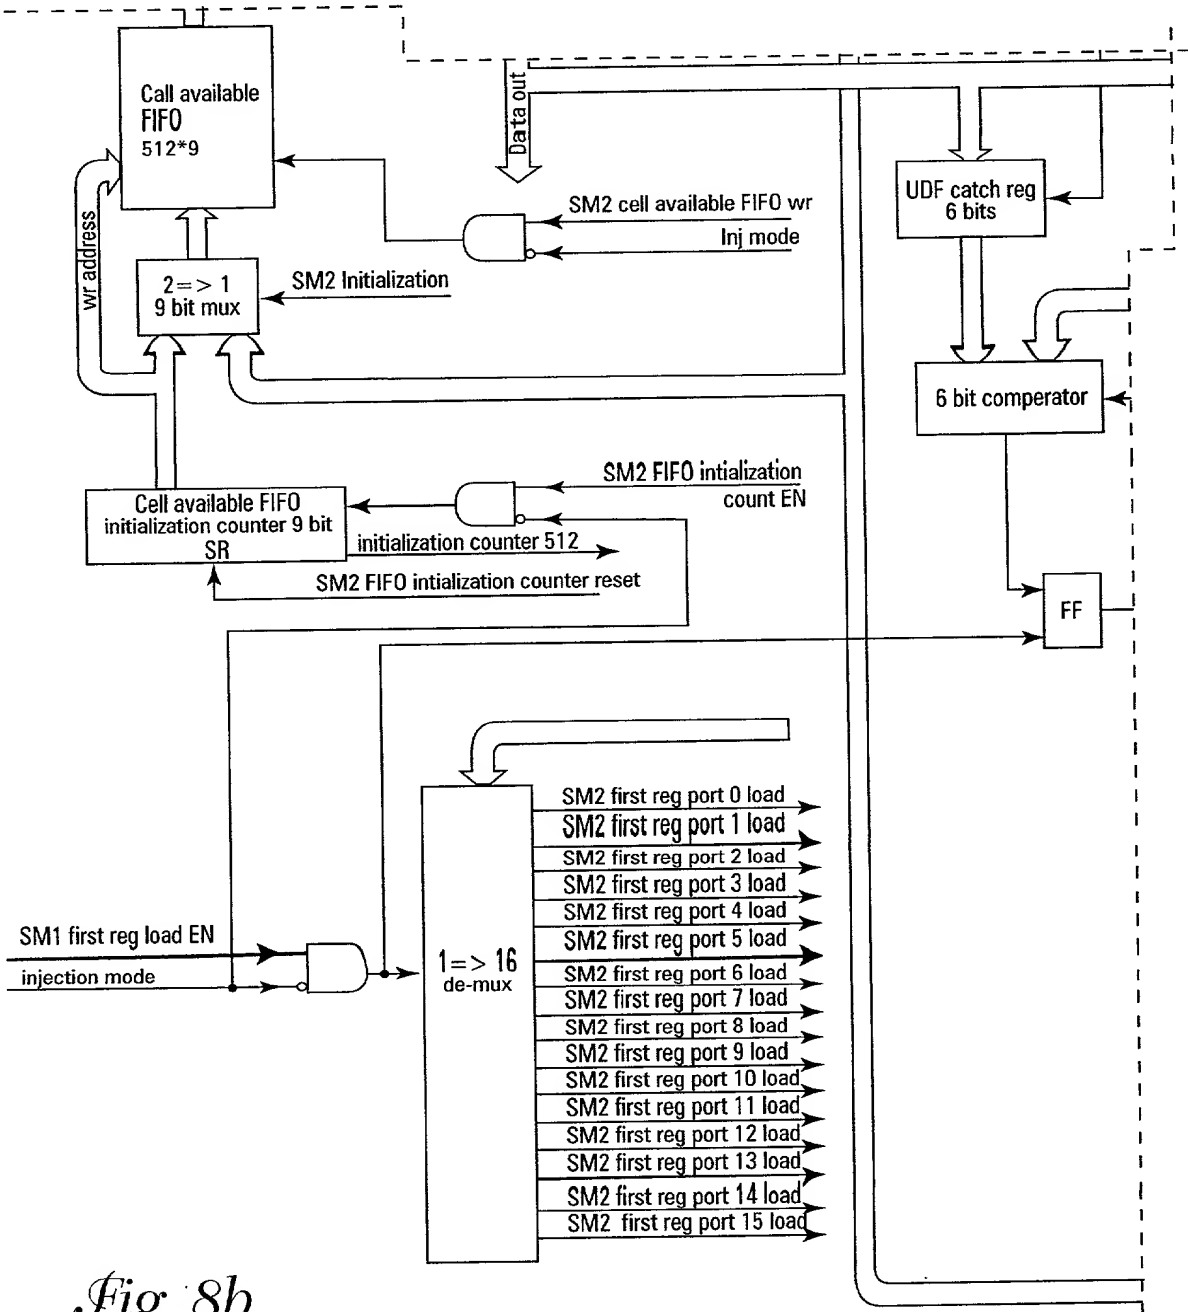 Call available
FIFO
512*9
Data out
UDF catch reg
6 bits
SM2 cell available FIFO wr
Inj mode
wr address
2=> 1
9 bit mux
SM2 Initialization
6 bit comperator
SM2 FIFO intialization
count EN
Cell available FIFO
initialization counter 9 bit
SR
initialization counter 512
SM2 FIFO intialization counter reset
FF
SM2 first reg port 0 load
SM2 first reg port 1 load
SM2 first reg port 2 load
SM2 first reg port 3 load
SM2 first reg port 4 load
SM2 first reg port 5 load
SM2 first reg port 6 load
SM2 first reg port 7 load
SM2 first reg port 8 load
SM2 first reg port 9 load
SM2 first reg port 10 load
SM2 first reg port 11 load
SM2 first reg port 12 load
SM2 first reg port 13 load
SM2 first reg port 14 load
SM2 first reg port 15 load
SM1 first reg load EN
injection mode
1=> 16
de-mux
Fig 8b